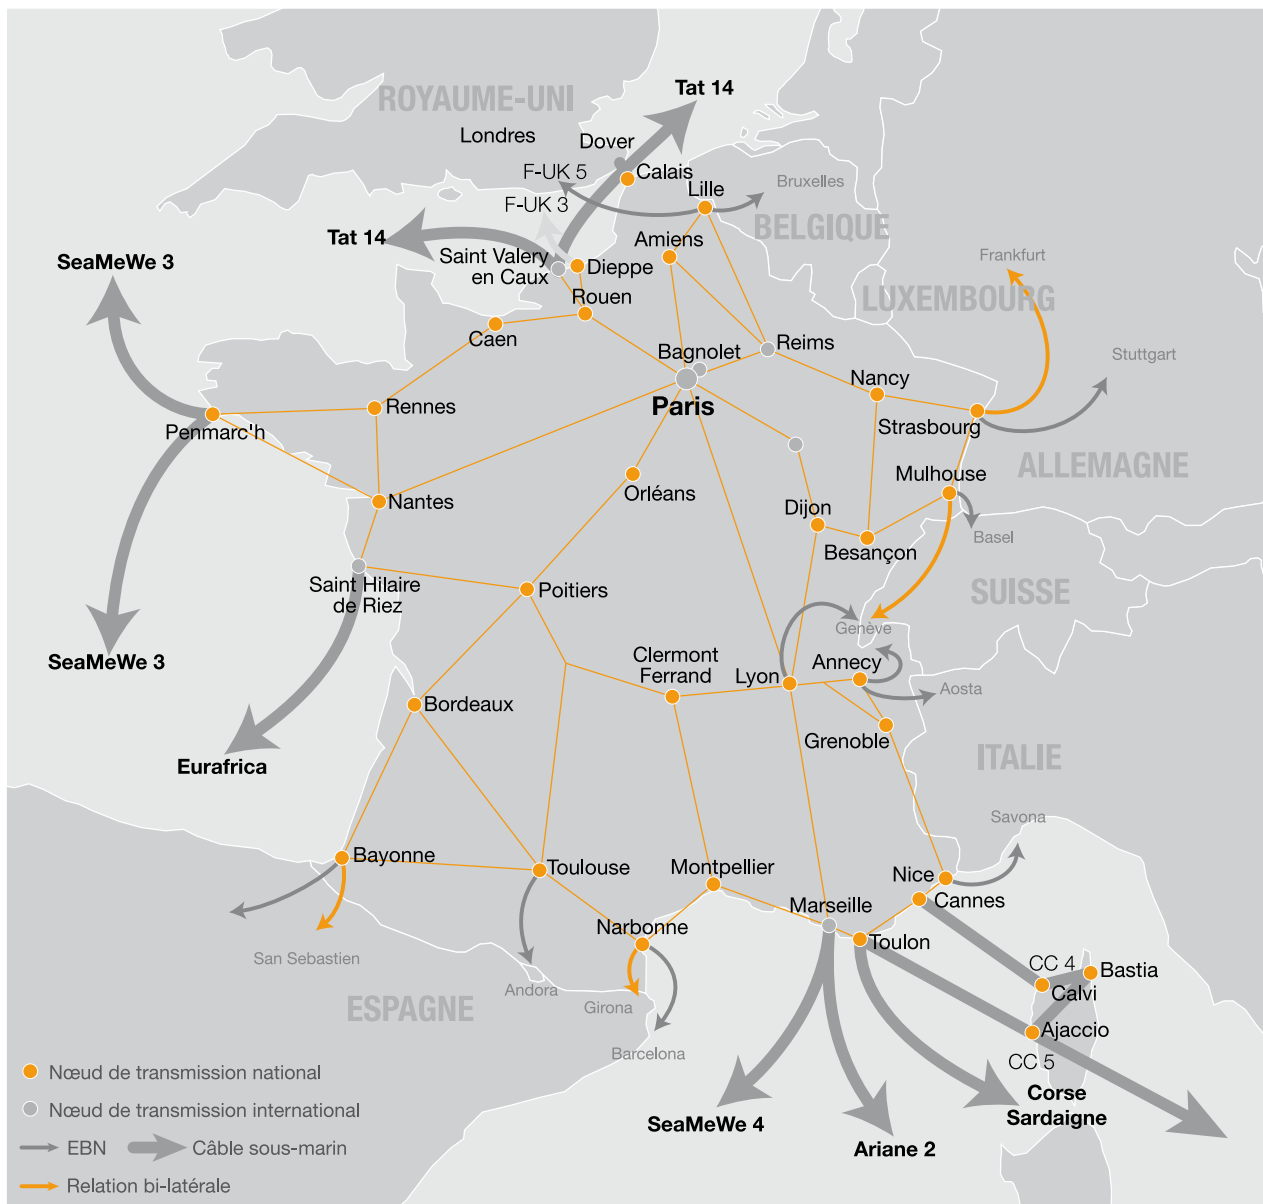 Tat 14
ROYAUME-UNI
Londres
Dover
F-UK 5
Calais
Bruxelles
Lille
F-UK 3
BELGIQUE
Tat 14
Amiens
SeaMeWe 3
Saint Valery
en Caux
Dieppe
Frankfurt
LUXEMBOURG
Rouen
Caen
Bagnolet
Reims
Stuttgart
Nancy
Paris
Rennes
Penmarc'h
Strasbourg
ALLEMAGNE
Mulhouse
Orléans
Nantes
Dijon
Basel
Besançon
Saint Hilaire
de Riez
Poitiers
SUISSE
Genève
SeaMeWe 3
Clermont
Ferrand
Lyon
Annecy
Aosta
Bordeaux
Grenoble
Eurafrica
ITALIE
Savona
Bayonne
Toulouse
Montpellier
Nice
Cannes
Marseille
Narbonne
Toulon
San Sebastien
CC 4
Bastia
Andora
Calvi
ESPAGNE
Girona
Ajaccio
Barcelona
CC 5
Corse
Sardaigne
SeaMeWe 4
Ariane 2
Nœud de transmission national
Nœud de transmission international
EBN
Câble sous-marin
Relation bi-latérale